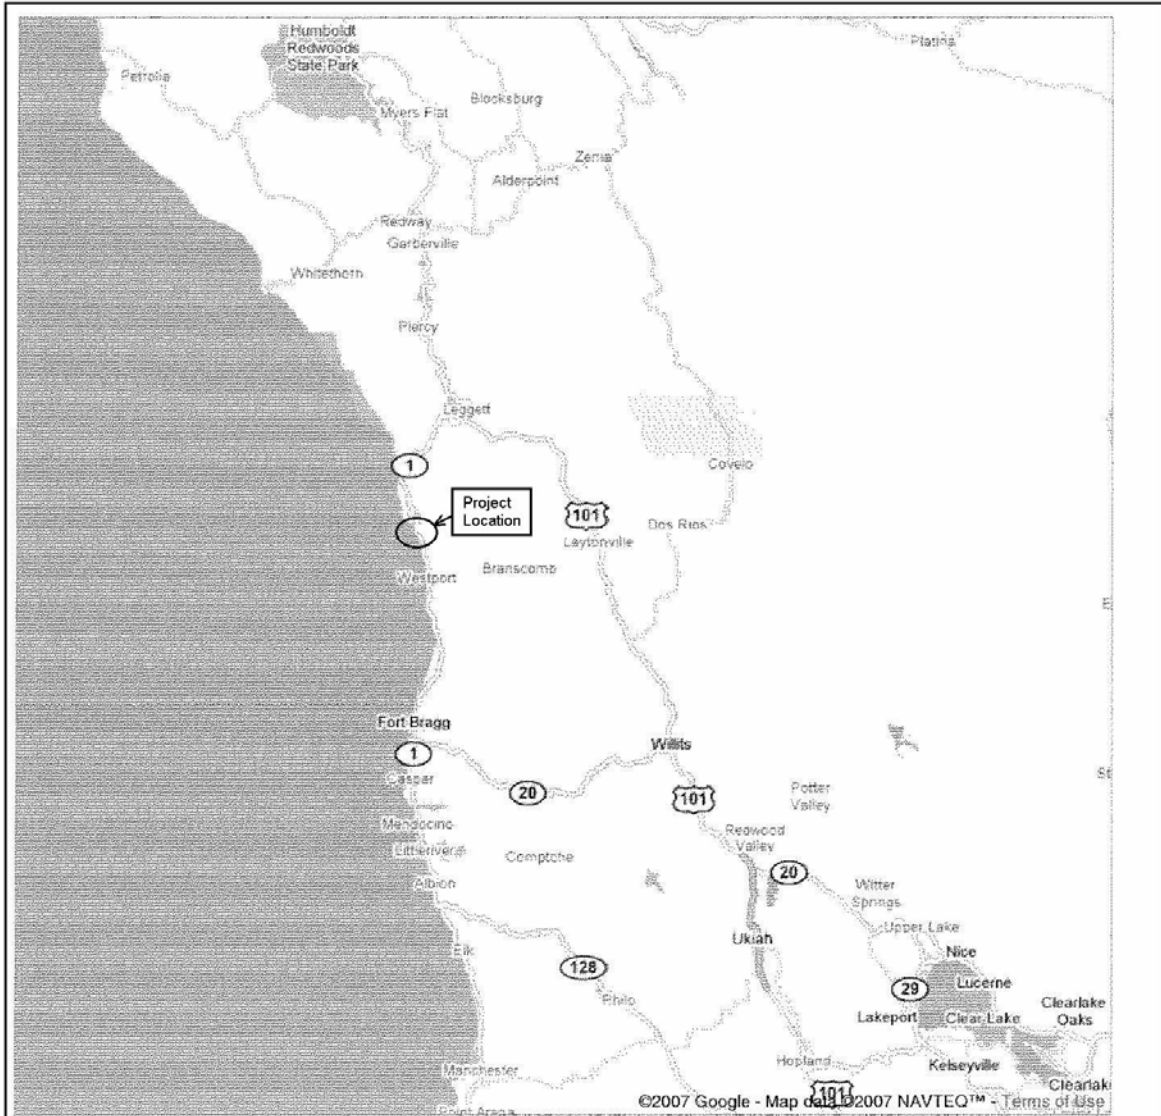 Humboldt
Redwoods
State Park
Platina
Petrolia
Blocksburg
Myers Flat
Zenia
Alderpoint
Redway
Garberville
Whitethorn
Piercy
Leggett
Covelo
1
Project
Location
101
Dos Rios
Laytonville
Branscomb
Westport
Fort Bragg
Willits
1
Caspar
20
101
Potter
Valley
Mendocino
Redwood
Valley
Littleriver
Comptche
20
Albion
Witter
Springs
Upper Lake
Ukiah
Elk
Nice
128
Lucerne
29
Philo
Clearlake
Oaks
Lakeport
Clear Lake
Hopland
Kelseyville
Manchester
Clearlak
101
©2007 Google - Map data ©2007 NAVTEQ™ - Terms of Use
Point Arena